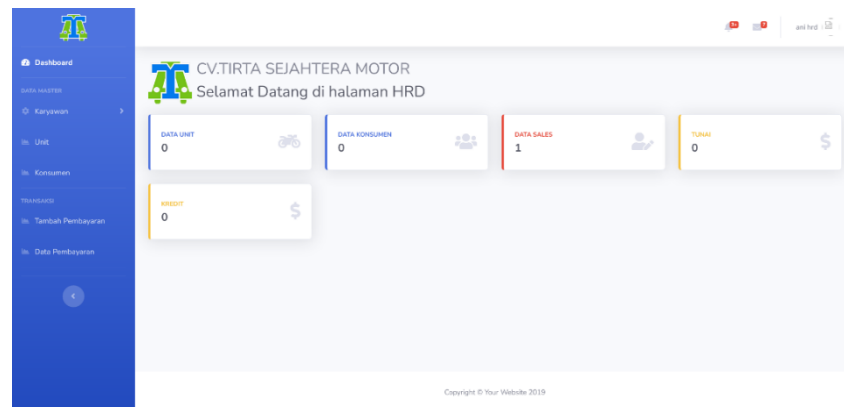 3+
7
ani hrd
Dashboard
DATA MASTER
Karyawan
Unit
Konsumen
TRANSAKSI
Tambah Pembayaran
Data Pembayaran
CV.TIRTA SEJAHTERA MOTOR
Selamat Datang di halaman HRD
DATA UNIT
0
DATA KONSUMEN
0
DATA SALES
1
TUNAI
0
KREDIT
0
Copyright © Your Website 2019